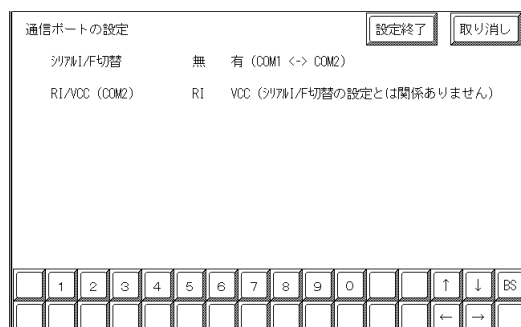 通信ポートの設定 設定終了 取り消し
ｼﾘｱﾙI/F切替 無 有 (COM1 <-> COM2)
RI/VCC (COM2) RI VCC (ｼﾘｱﾙI/F切替の設定とは関係ありません)
1 2 3 4 5 6 7 8 9 0 ↑ ↓ BS
← →